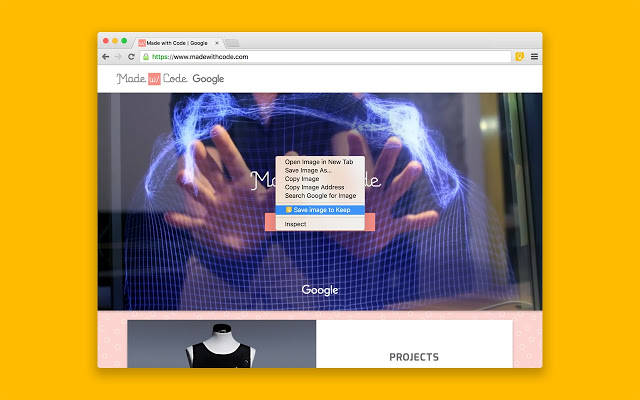 Made with Code | Google
https://www.madewithcode.com
Made w/ Code Google
Open Image in New Tab
Save Image As...
Copy Image
Copy Image Address
Search Google for Image
Save image to Keep
Inspect
Google
PROJECTS